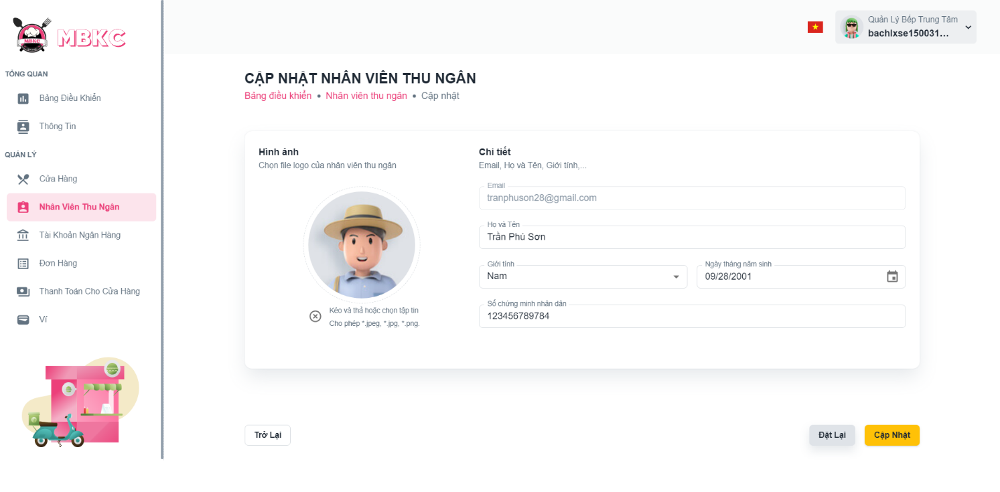 MBKC
MBKC
Quản Lý Bếp Trung Tâm
bachlxse150031...
TỔNG QUAN
Bảng Điều Khiển
Thông Tin
QUẢN LÝ
Cửa Hàng
Nhân Viên Thu Ngân
Tài Khoản Ngân Hàng
Đơn Hàng
Thanh Toán Cho Cửa Hàng
Ví
CẬP NHẬT NHÂN VIÊN THU NGÂN
Bảng điều khiển • Nhân viên thu ngân • Cập nhật
Hình ảnh
Chọn file logo của nhân viên thu ngân
Kéo và thả hoặc chọn tập tin
Cho phép *.jpeg, *.jpg, *.png.
Chi tiết
Email, Họ và Tên, Giới tính,...
Email
tranphuson28@gmail.com
Họ và Tên
Trần Phú Sơn
Giới tính
Nam
Ngày tháng năm sinh
09/28/2001
Số chứng minh nhân dân
123456789784
Trở Lại
Đặt Lại
Cập Nhật